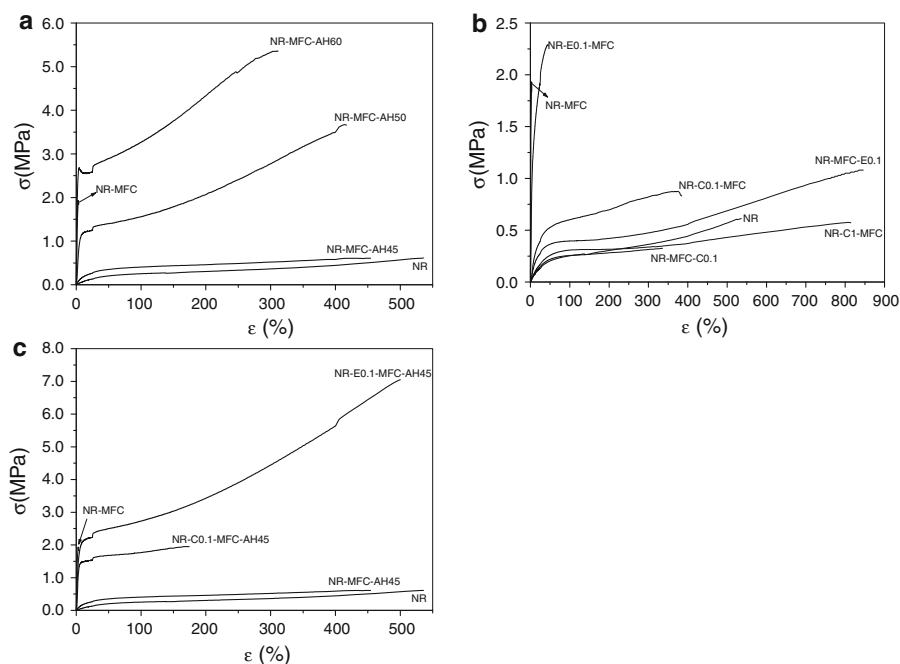 a
6.0
5.0
4.0
3.0
2.0
1.0
0.0
σ(MPa)
NR-MFC-AH60
NR-MFC-AH50
NR-MFC
NR-MFC-AH45
NR
0 100 200 300 400 500
ε (%)
b
2.5
2.0
1.5
1.0
0.5
0.0
σ(MPa)
NR-E0.1-MFC
NR-MFC
NR-MFC-E0.1
NR-C0.1-MFC
NR
NR-C1-MFC
NR-MFC-C0.1
0 100 200 300 400 500 600 700 800 900
ε (%)
c
8.0
7.0
6.0
5.0
4.0
3.0
2.0
1.0
0.0
σ(MPa)
NR-E0.1-MFC-AH45
NR-MFC
NR-C0.1-MFC-AH45
NR-MFC-AH45
NR
0 100 200 300 400 500
ε (%)